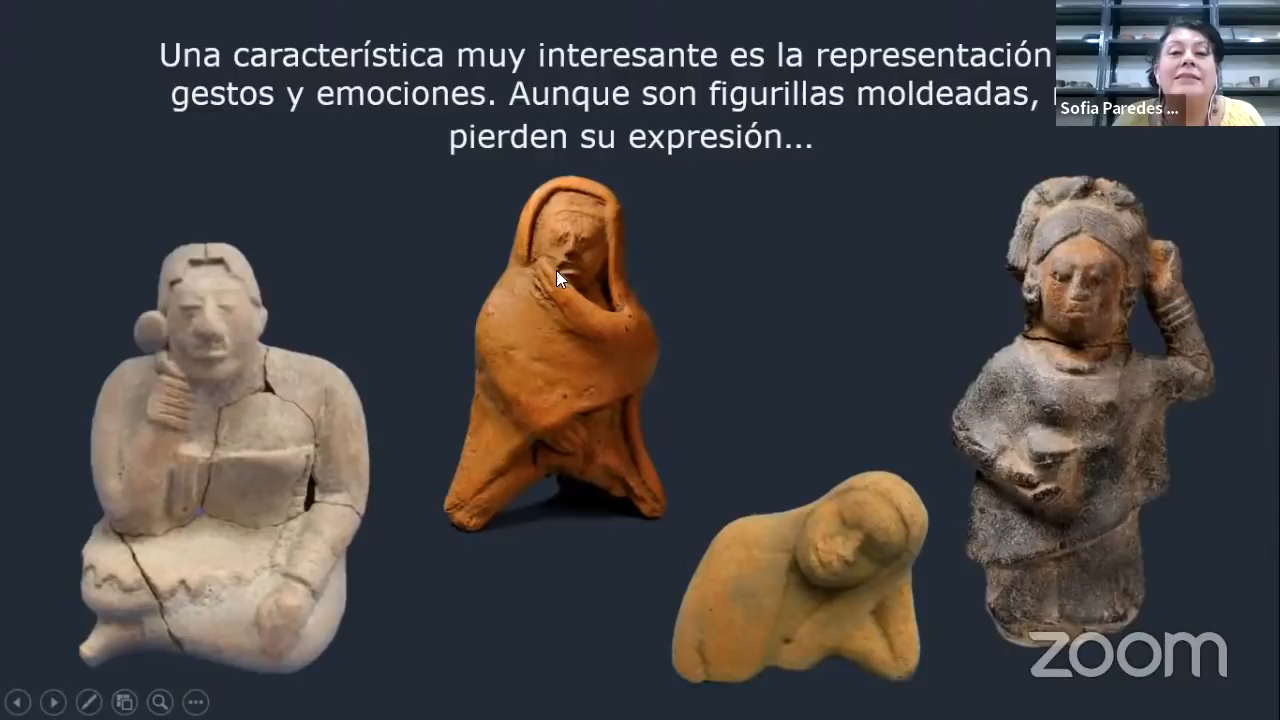 Una característica muy interesante es la representación
gestos y emociones. Aunque son figurillas moldeadas,
pierden su expresión...
Sofia Paredes ...
zoom